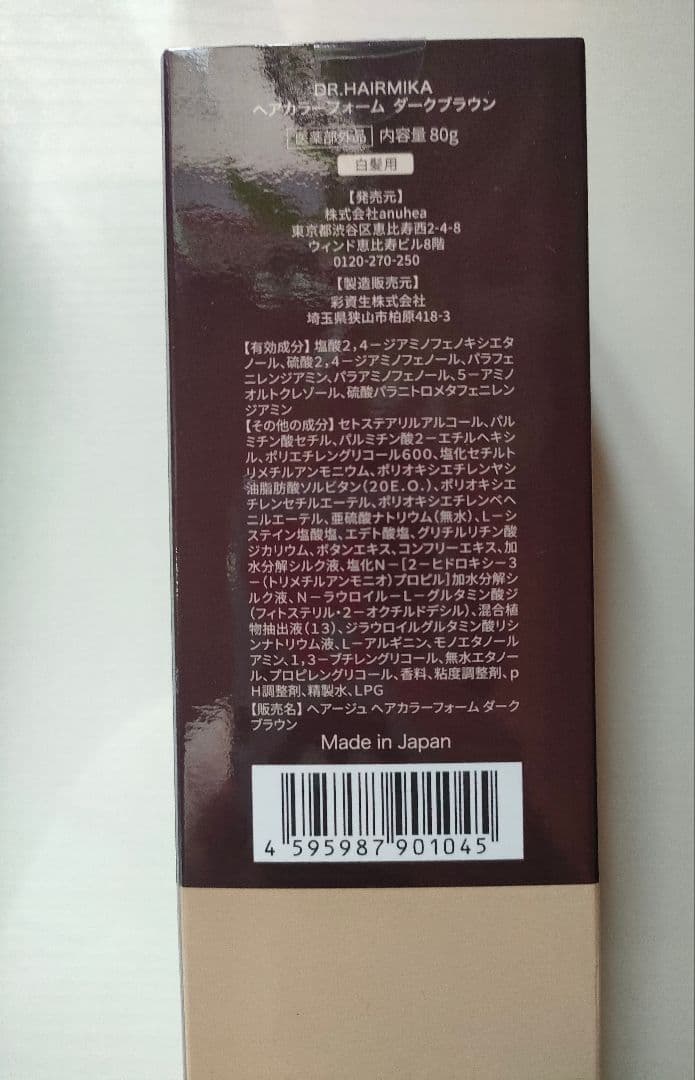 DR.HAIRMIKA
ヘアカラーフォーム ダークブラウン
医薬部外品 内容量80g
白髪用
【発売元】
株式会社anuhea
東京都渋谷区恵比寿西2-4-8
ウィンド恵比寿ビル8階
0120-270-250
【製造販売元】
彩資生株式会社
埼玉県狭山市柏原418-3
【有効成分】塩酸2,4－ジアミノフェノキシエタ
ノール、硫酸2,4－ジアミノフェノール、パラフェ
ニレンジアミン、パラアミノフェノール、5－アミノ
オルトクレゾール、硫酸パラニトロメタフェニレン
ジアミン
【その他の成分】セトステアリルアルコール、パル
ミチン酸セチル、パルミチン酸2－エチルヘキシ
ル、ポリエチレングリコール600、塩化セチルト
リメチルアンモニウム、ポリオキシエチレンヤシ
油脂肪酸ソルビタン(20E.O.)、ポリオキシエ
チレンセチルエーテル、ポリオキシエチレンベヘ
ニルエーテル、亜硫酸ナトリウム(無水)、L－シ
ステイン塩酸塩、エデト酸塩、グリチルリチン酸
ジカリウム、ボタンエキス、コンフリーエキス、加
水分解シルク液、塩化N－[2－ヒドロキシ－3
－(トリメチルアンモニオ)プロピル]加水分解シ
ルク液、N－ラウロイル－L－グルタミン酸ジ
(フィトステリル・2－オクチルドデシル)、混合植
物抽出液(13)、ジラウロイルグルタミン酸リシ
ンナトリウム液、L－アルギニン、モノエタノール
アミン、1,3－ブチレングリコール、無水エタノー
ル、プロピレングリコール、香料、粘度調整剤、p
H調整剤、精製水、LPG
【販売名】ヘアージュ ヘアカラーフォーム ダーク
ブラウン
Made in Japan
4 595987 901045